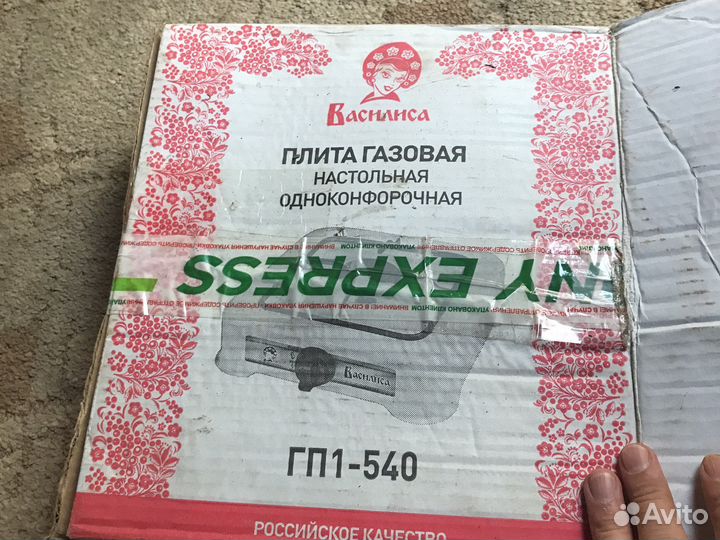 Василиса
ПЛИТА ГАЗОВАЯ
НАСТОЛЬНАЯ
ОДНОКОНФОРОЧНАЯ
NY EXPRESS
Василиса
ГП1-540
РОССИЙСКОЕ КАЧЕСТВО
Avito